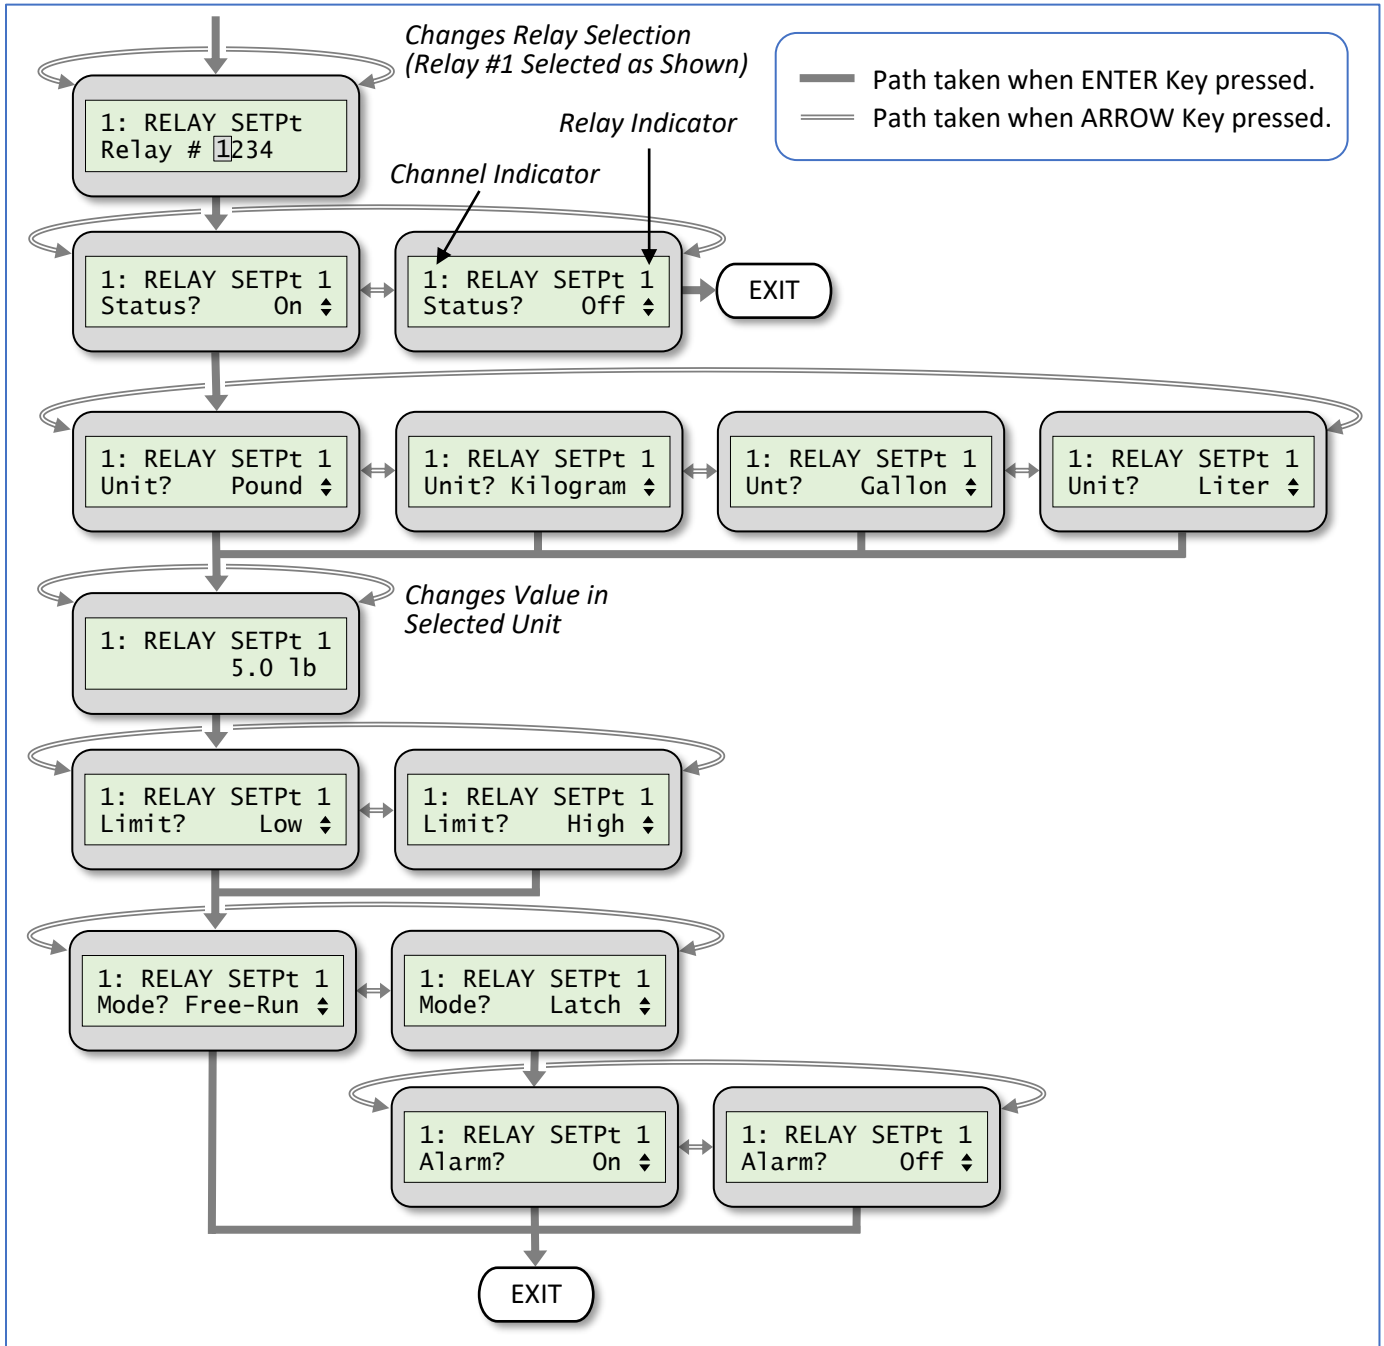 Changes Relay Selection
(Relay #1 Selected as Shown)
Path taken when ENTER Key pressed.
Path taken when ARROW Key pressed.
1: RELAY SETPt
Relay # 1234
Relay Indicator
Channel Indicator
1: RELAY SETPt 1
Status? On
1: RELAY SETPt 1
Status? Off
EXIT
1: RELAY SETPt 1
Unit? Pound
1: RELAY SETPt 1
Unit? Kilogram
1: RELAY SETPt 1
Unt? Gallon
1: RELAY SETPt 1
Unit? Liter
1: RELAY SETPt 1
5.0 lb
Changes Value in
Selected Unit
1: RELAY SETPt 1
Limit? Low
1: RELAY SETPt 1
Limit? High
1: RELAY SETPt 1
Mode? Free-Run
1: RELAY SETPt 1
Mode? Latch
1: RELAY SETPt 1
Alarm? On
1: RELAY SETPt 1
Alarm? Off
EXIT